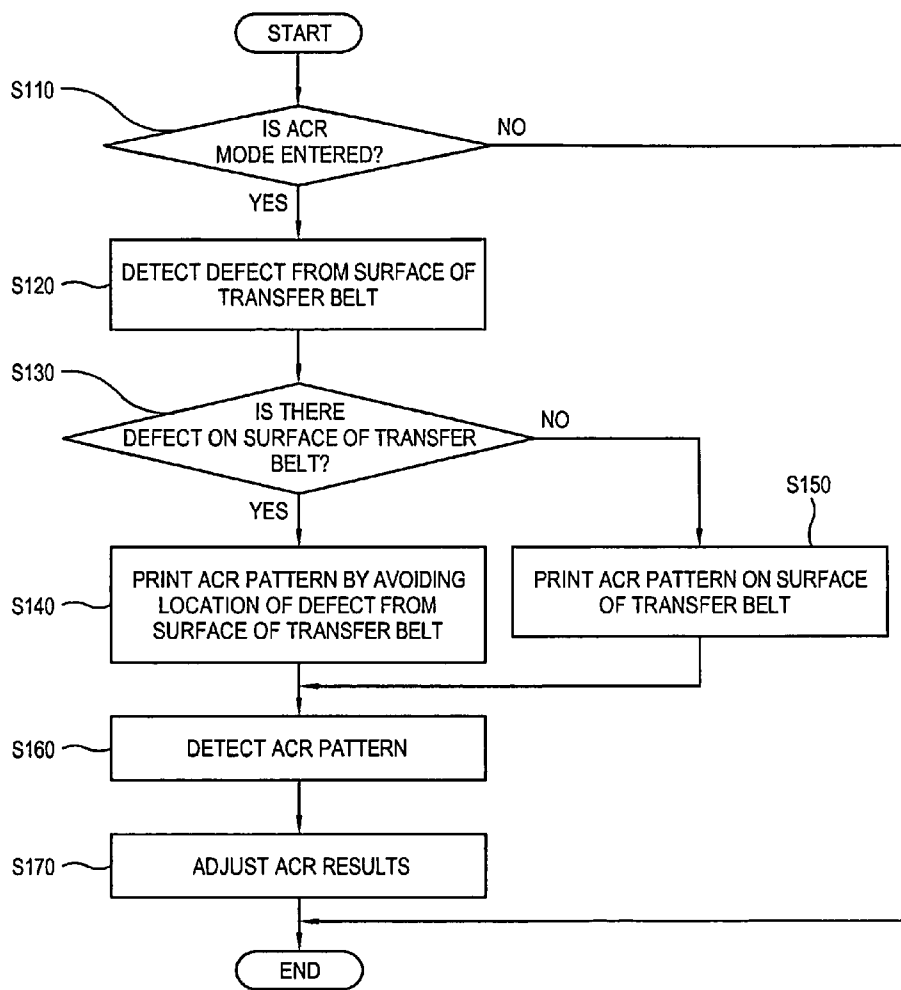 START
S110
IS ACR
MODE ENTERED?
NO
YES
S120
DETECT DEFECT FROM SURFACE OF
TRANSFER BELT
S130
IS THERE
DEFECT ON SURFACE OF TRANSFER
BELT?
NO
YES
S150
S140
PRINT ACR PATTERN BY AVOIDING
LOCATION OF DEFECT FROM
SURFACE OF TRANSFER BELT
PRINT ACR PATTERN ON SURFACE
OF TRANSFER BELT
S160
DETECT ACR PATTERN
S170
ADJUST ACR RESULTS
END